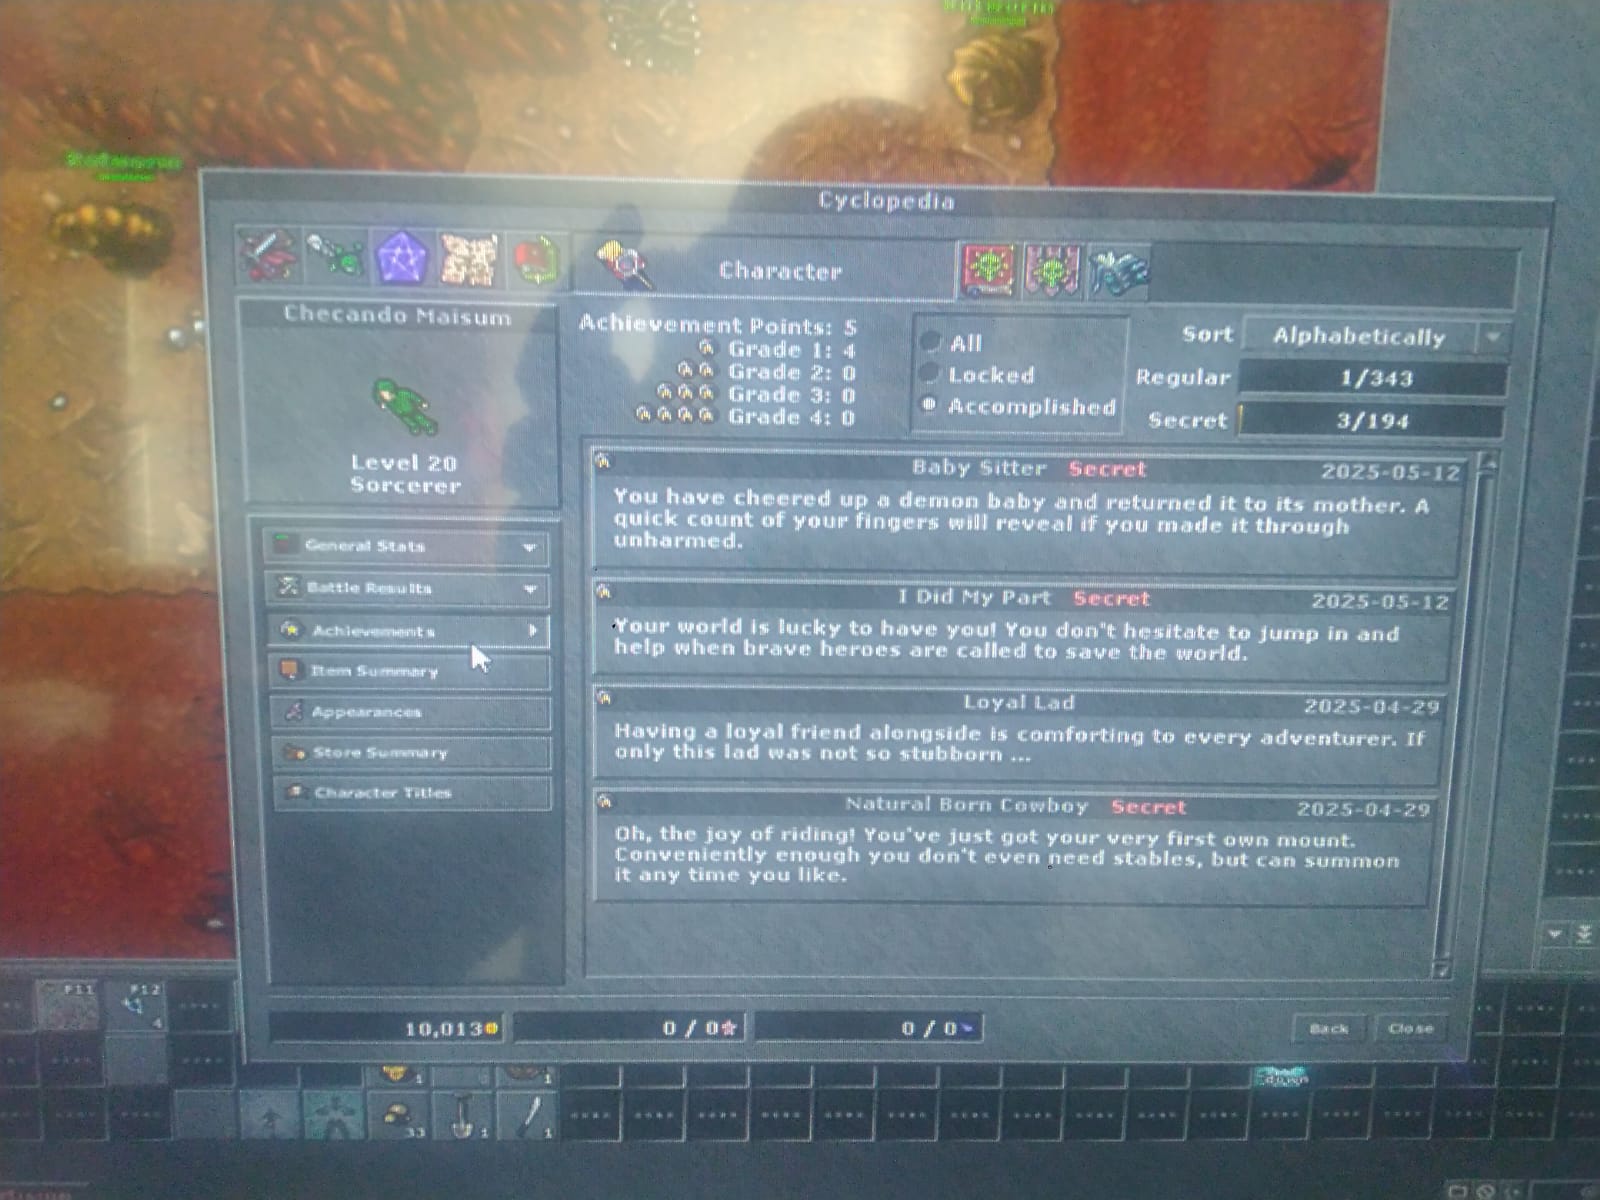 Cyclopedia
Character
Checando Maisum
Level 20
Sorcerer
General Stats
Battle Results
Achievements
Item Summary
Appearances
Store Summary
Character Titles
Achievement Points: 5
Grade 1: 4
Grade 2: 0
Grade 3: 0
Grade 4: 0
All
Locked
Accomplished
Sort Alphabetically
Regular 1/343
Secret 3/194
Baby Sitter Secret 2025-05-12
You have cheered up a demon baby and returned it to its mother. A
quick count of your fingers will reveal if you made it through
unharmed.
I Did My Part Secret 2025-05-12
Your world is lucky to have you! You don't hesitate to jump in and
help when brave heroes are called to save the world.
Loyal Lad 2025-04-29
Having a loyal friend alongside is comforting to every adventurer. If
only this lad was not so stubborn ...
Natural Born Cowboy Secret 2025-04-29
Oh, the joy of riding! You've just got your very first own mount.
Conveniently enough you don't even need stables, but can summon
it any time you like.
10,013
0 / 0
0 / 0
Back
Close
F11
F12
4
1
1
down
33
1
1